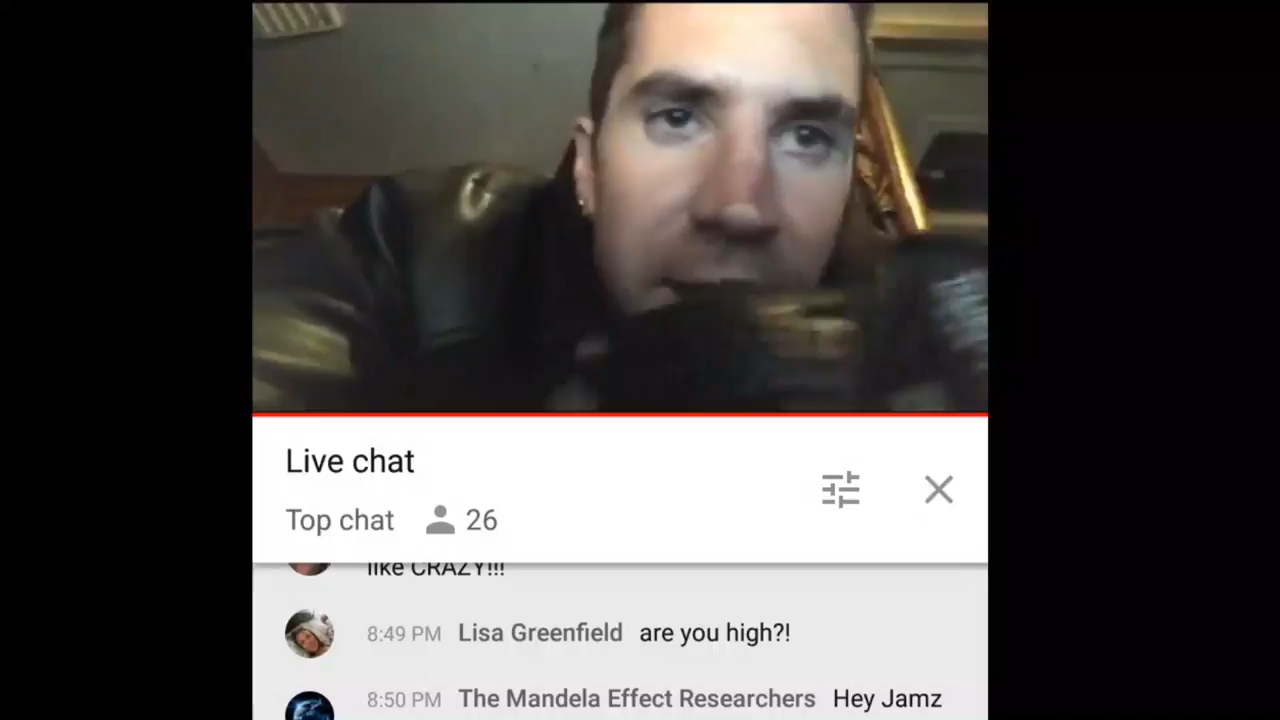 Live chat
Top chat 26
like CRAZY!!!
8:49 PM Lisa Greenfield are you high?!
8:50 PM The Mandela Effect Researchers Hey Jamz